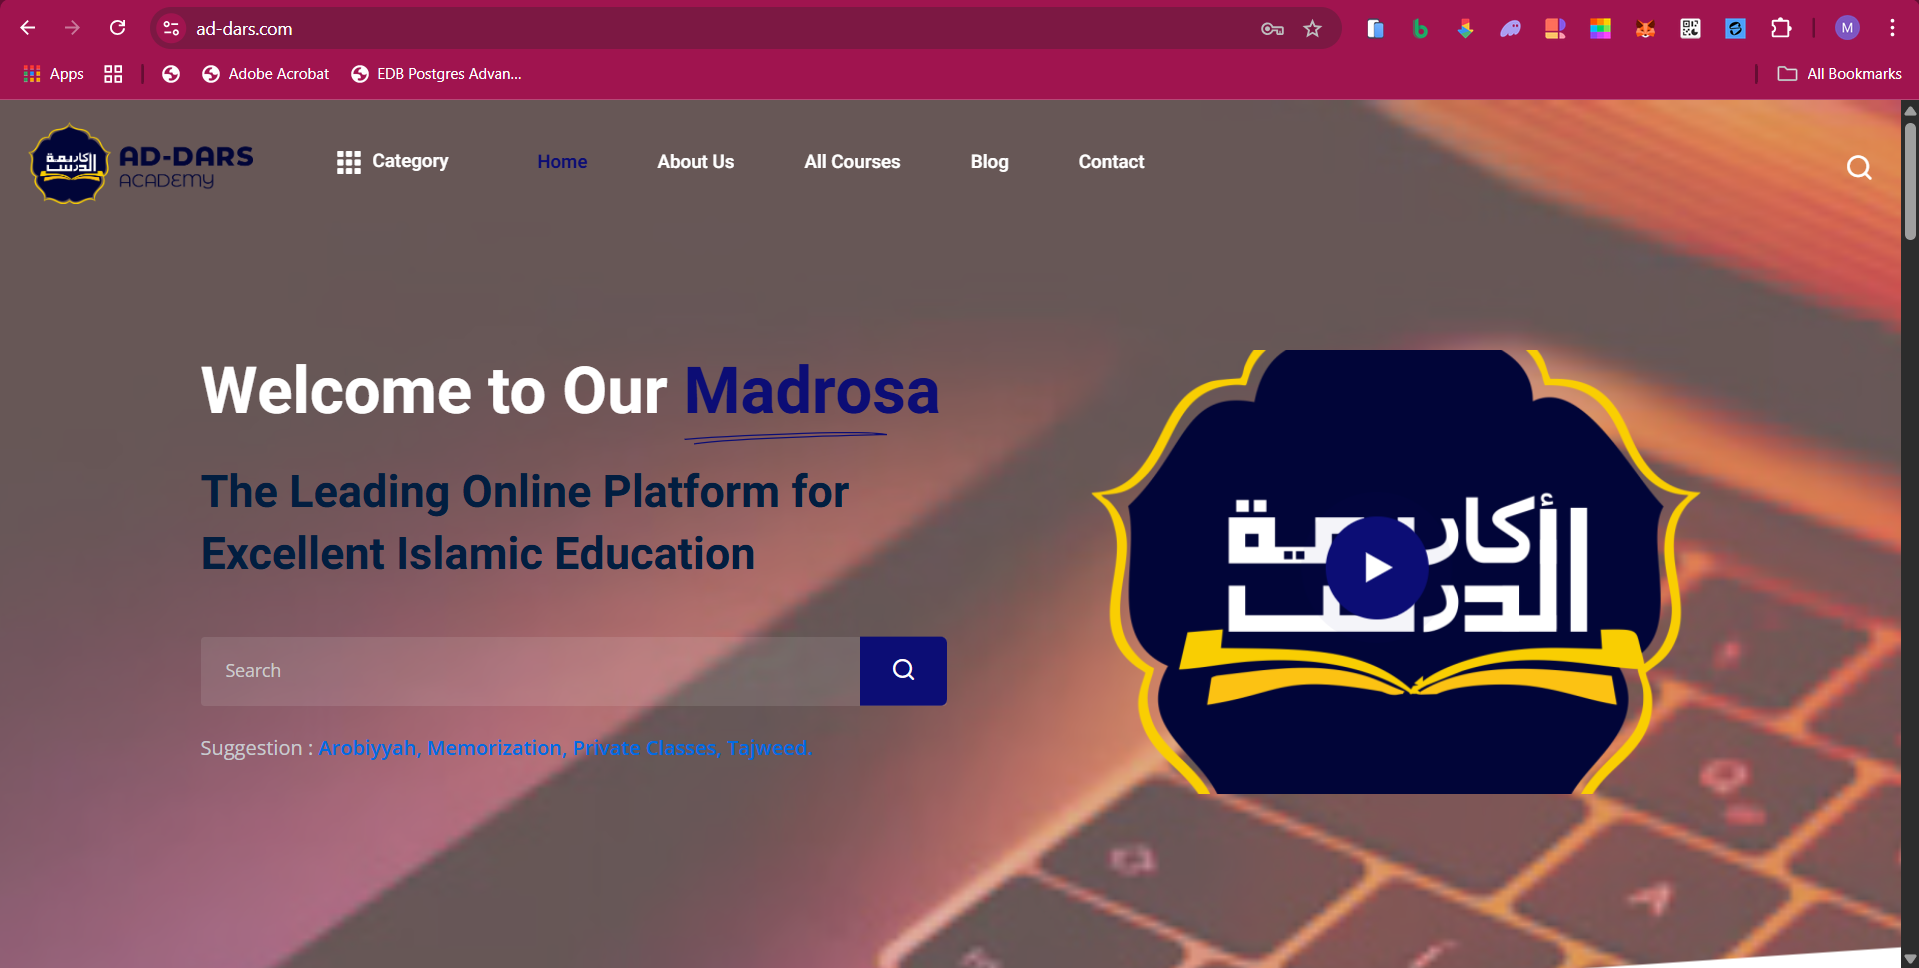 ad-dars.com
M
Apps
Adobe Acrobat
EDB Postgres Advan...
All Bookmarks
أكاديمية
الدرس
AD-DARS
ACADEMY
Category
Home
About Us
All Courses
Blog
Contact
Welcome to Our Madrosa
The Leading Online Platform for
Excellent Islamic Education
Search
Suggestion : Arobiyyah, Memorization, Private Classes, Tajweed.
أكاديمية
الدرس